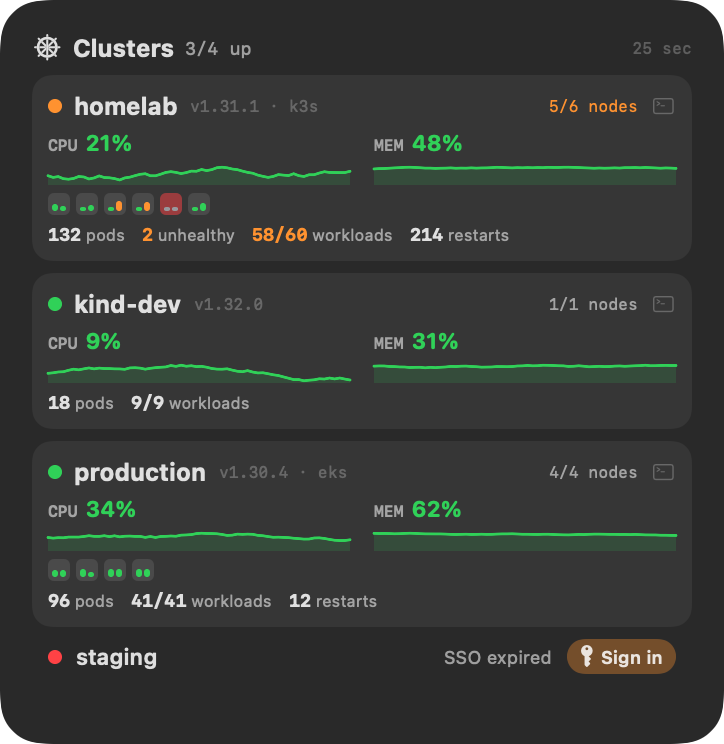 Clusters 3/4 up 25 sec
homelab v1.31.1 · k3s 5/6 nodes
CPU 21% MEM 48%
132 pods 2 unhealthy 58/60 workloads 214 restarts
kind-dev v1.32.0 1/1 nodes
CPU 9% MEM 31%
18 pods 9/9 workloads
production v1.30.4 · eks 4/4 nodes
CPU 34% MEM 62%
96 pods 41/41 workloads 12 restarts
staging SSO expired Sign in